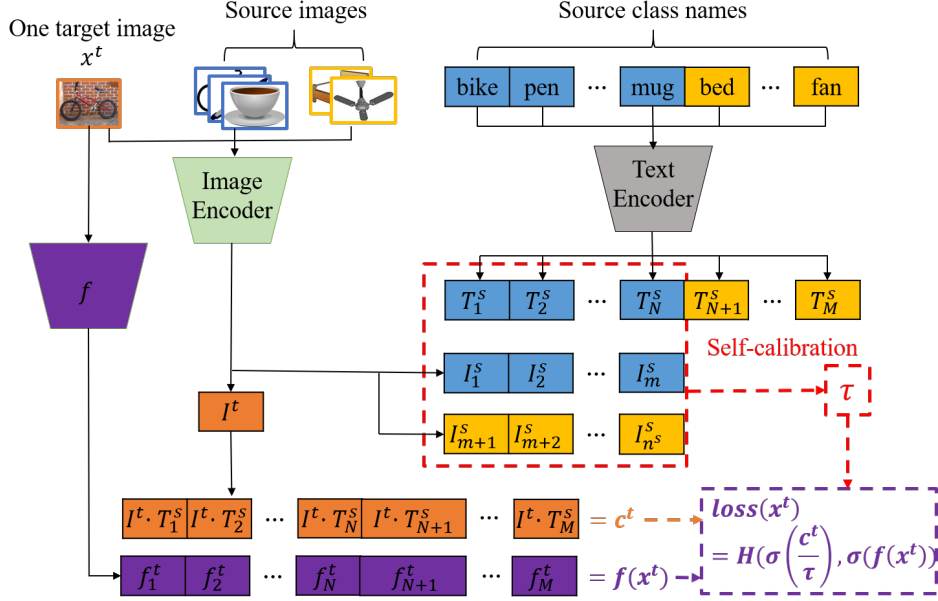 One target image
x^t
Source images
Source class names
bike pen ... mug bed ... fan
Image
Encoder
Text
Encoder
f
T_1^s T_2^s ... T_N^s T_{N+1}^s ... T_M^s
Self-calibration
I_1^s I_2^s ... I_m^s
τ
I^t
I_{m+1}^s I_{m+2}^s ... I_{n^s}^s
I^t · T_1^s I^t · T_2^s ... I^t · T_N^s I^t · T_{N+1}^s ... I^t · T_M^s = c^t
f_1^t f_2^t ... f_N^t f_{N+1}^t ... f_M^t = f(x^t)
loss(x^t)
= H(σ(c^t/τ), σ(f(x^t))